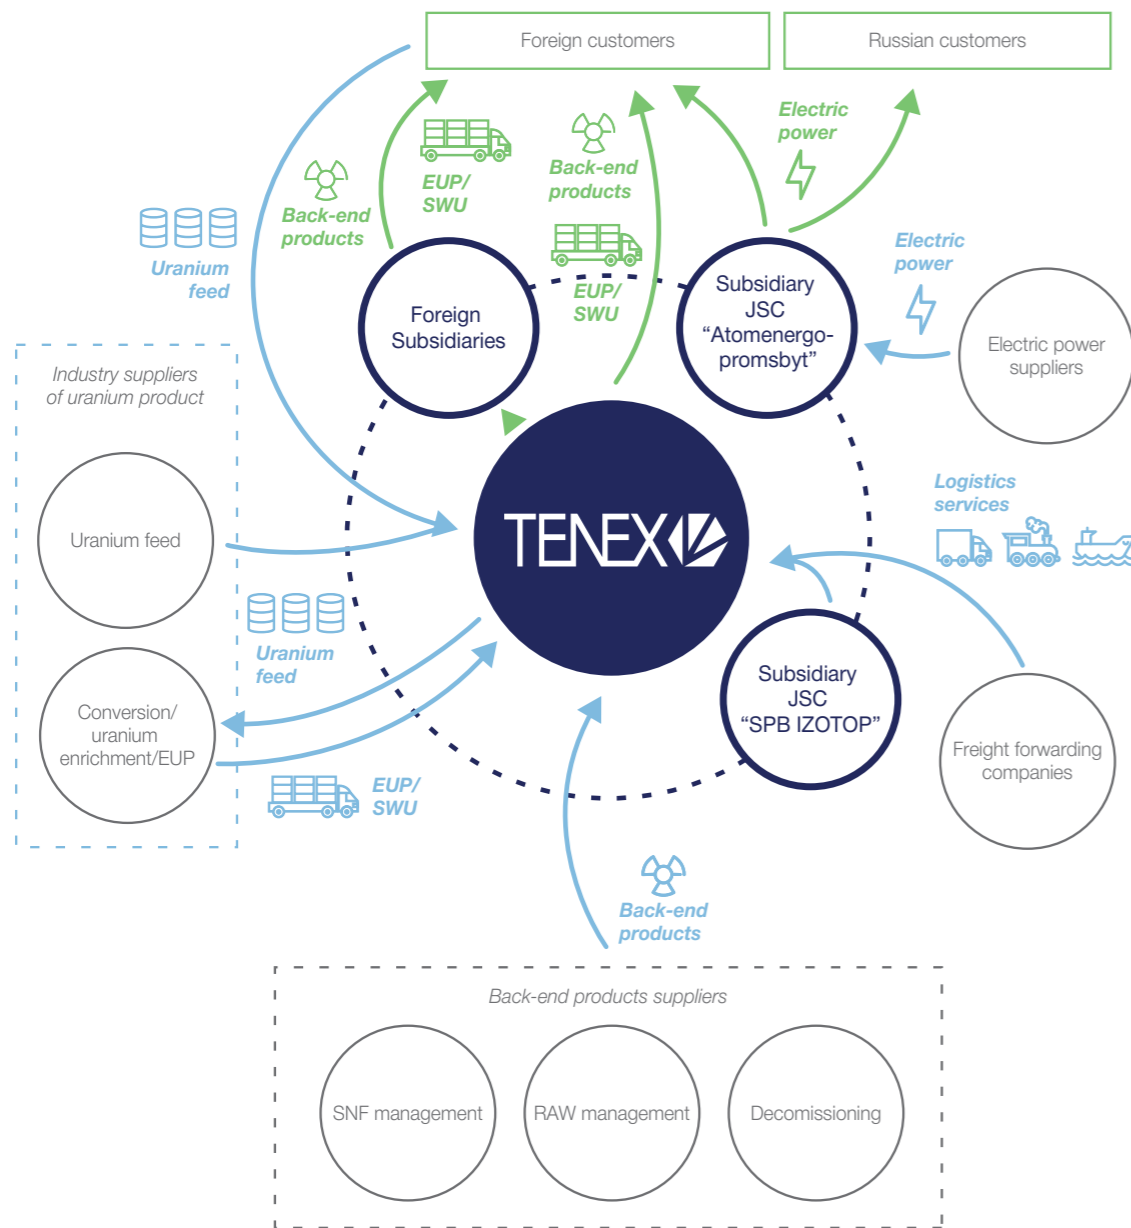 Foreign customers
Russian customers
Electric
power
Back-end
products
EUP/
SWU
Back-end
products
EUP/
SWU
Uranium
feed
Electric
power
Foreign
Subsidiaries
Subsidiary
JSC
“Atomenergo-
promsbyt”
Electric power
suppliers
Industry suppliers
of uranium product
Uranium feed
TENEX
Logistics
services
Uranium
feed
Conversion/
uranium
enrichment/EUP
EUP/
SWU
Subsidiary
JSC
“SPB IZOTOP”
Freight forwarding
companies
Back-end
products
Back-end products suppliers
SNF management
RAW management
Decomissioning